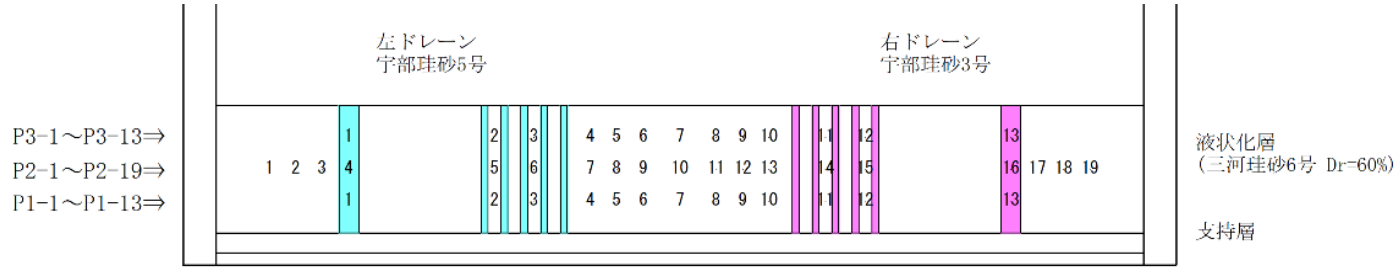 左ドレーン
宇部珪砂5号
右ドレーン
宇部珪砂3号
P3-1～P3-13⇒
1 2 3 4 5 6 7 8 9 10 11 12 13
P2-1～P2-19⇒
1 2 3 4 5 6 7 8 9 10 11 12 13 14 15 16 17 18 19
P1-1～P1-13⇒
1 2 3 4 5 6 7 8 9 10 11 12 13
液状化層
(三河珪砂6号 Dr=60%)
支持層